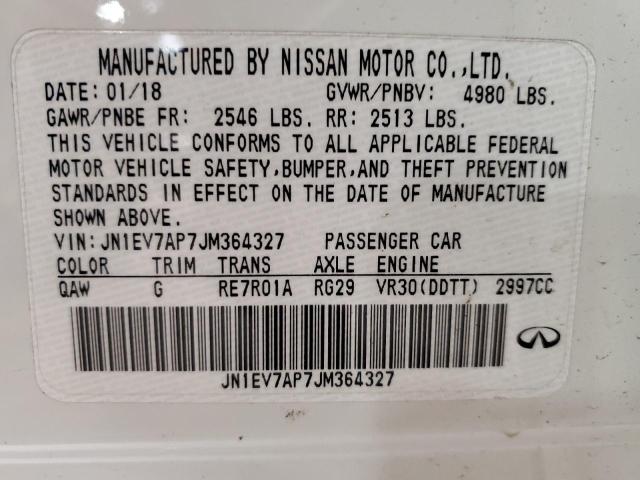 MANUFACTURED BY NISSAN MOTOR CO.,LTD.
DATE: 01/18 GVWR/PNBV: 4980 LBS.
GAWR/PNBE FR: 2546 LBS. RR: 2513 LBS.
THIS VEHICLE CONFORMS TO ALL APPLICABLE FEDERAL
MOTOR VEHICLE SAFETY,BUMPER,AND THEFT PREVENTION
STANDARDS IN EFFECT ON THE DATE OF MANUFACTURE
SHOWN ABOVE.
VIN: JN1EV7AP7JM364327 PASSENGER CAR
COLOR TRIM TRANS AXLE ENGINE
QAW G RE7R01A RG29 VR30(DDTT) 2997CC
JN1EV7AP7JM364327